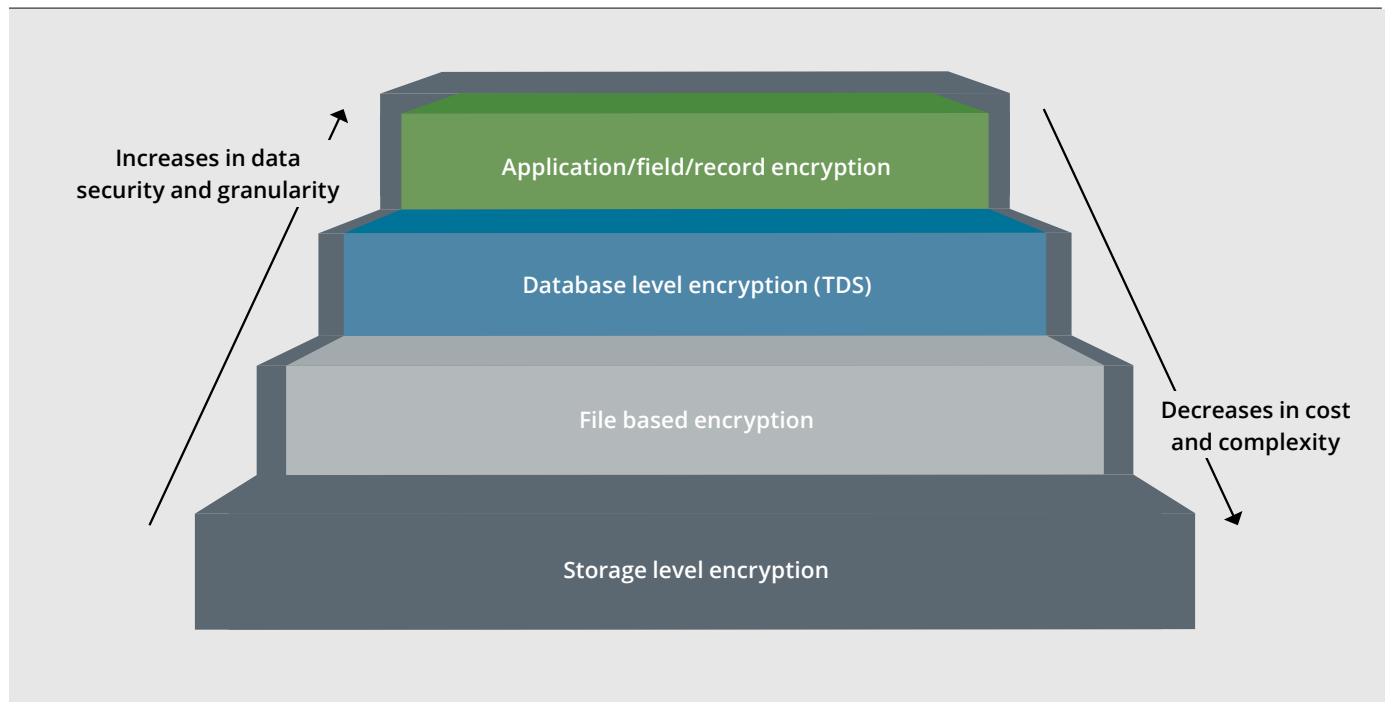 Increases in data
security and granularity
Application/field/record encryption
Database level encryption (TDS)
File based encryption
Decreases in cost
and complexity
Storage level encryption